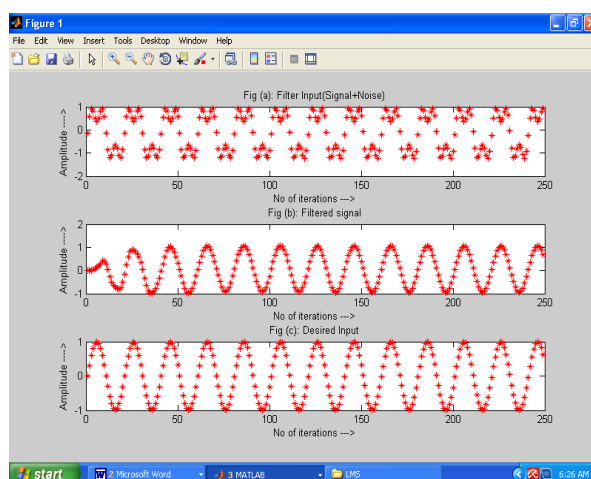 Figure 1
File Edit View Insert Tools Desktop Window Help
Fig (a): Filter Input(Signal+Noise)
Amplitude ---->
1
0
-1
-2
0 50 100 150 200 250
No of iterations --->
Fig (b): Filtered signal
Amplitude ---->
2
1
0
-1
0 50 100 150 200 250
No of iterations --->
Fig (c): Desired Input
Amplitude ---->
1
0
-1
0 50 100 150 200 250
No of iterations --->
start 2 Microsoft Word 3 MATLAB LMS 6:26 AM